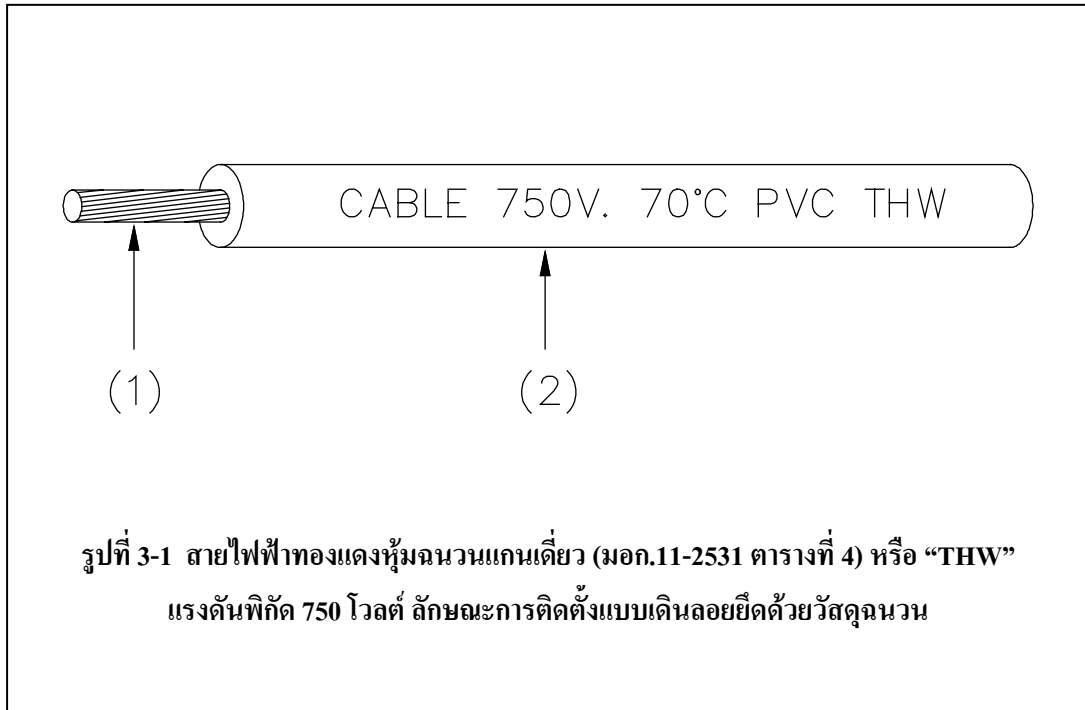 CABLE 750V. 70°C PVC THW
(1) (2)
รูปที่ 3-1 สายไฟฟ้าทองแดงหุ้มฉนวนแกนเดี่ยว (มอก.11-2531 ตารางที่ 4) หรือ “THW”
แรงดันพิกัด 750 โวลต์ ลักษณะการติดตั้งแบบเดินลอยยึดด้วยวัสดุฉนวน